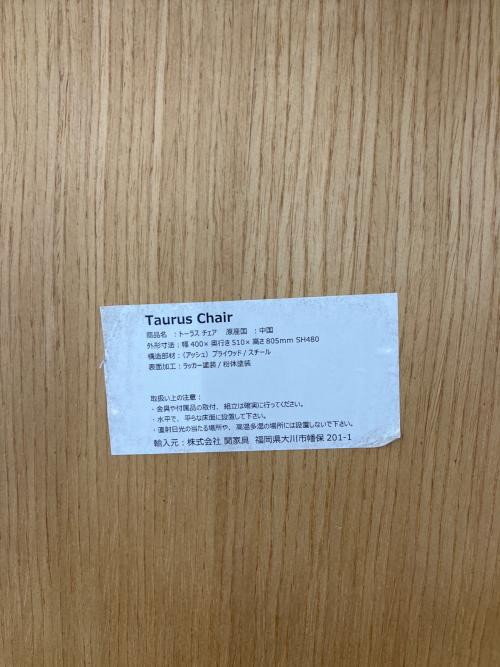 Taurus Chair
商品名 ：トーラス チェア 原産国 ：中国
外形寸法：幅 400× 奥行き 510× 高さ 805mm SH480
構造部材：（アッシュ）プライウッド / スチール
表面加工：ラッカー塗装 / 粉体塗装
取扱い上の注意：
・金具や付属品の取付、組立は確実に行ってください。
・水平で、平らな床面に設置して下さい。
・直射日光の当たる場所や、高温多湿の場所には設置しないで下さい。
輸入元：株式会社 関家具 福岡県大川市幡保 201-1